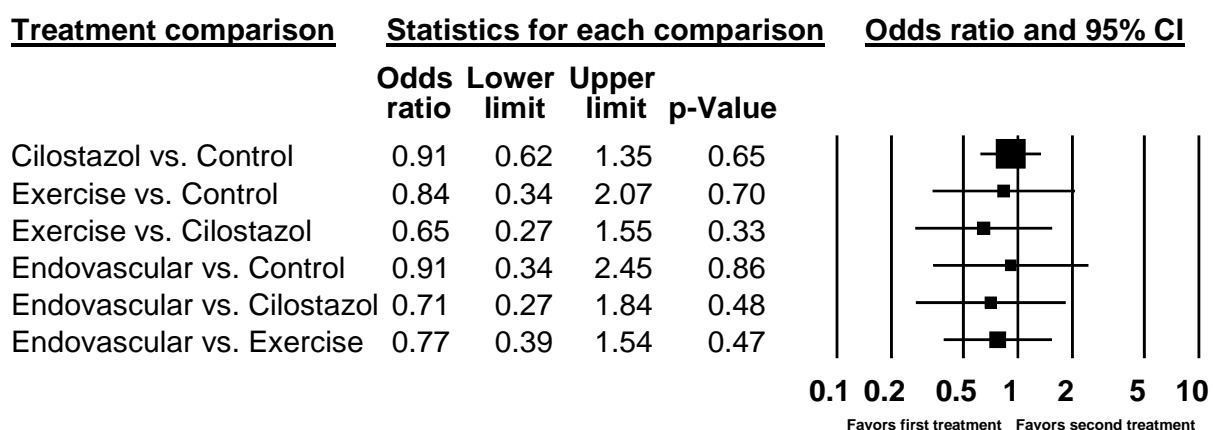 Treatment comparison Statistics for each comparison Odds ratio and 95% CI
Odds Lower Upper
ratio limit limit p-Value
Cilostazol vs. Control 0.91 0.62 1.35 0.65
Exercise vs. Control 0.84 0.34 2.07 0.70
Exercise vs. Cilostazol 0.65 0.27 1.55 0.33
Endovascular vs. Control 0.91 0.34 2.45 0.86
Endovascular vs. Cilostazol 0.71 0.27 1.84 0.48
Endovascular vs. Exercise 0.77 0.39 1.54 0.47
0.1 0.2 0.5 1 2 5 10
Favors first treatment Favors second treatment